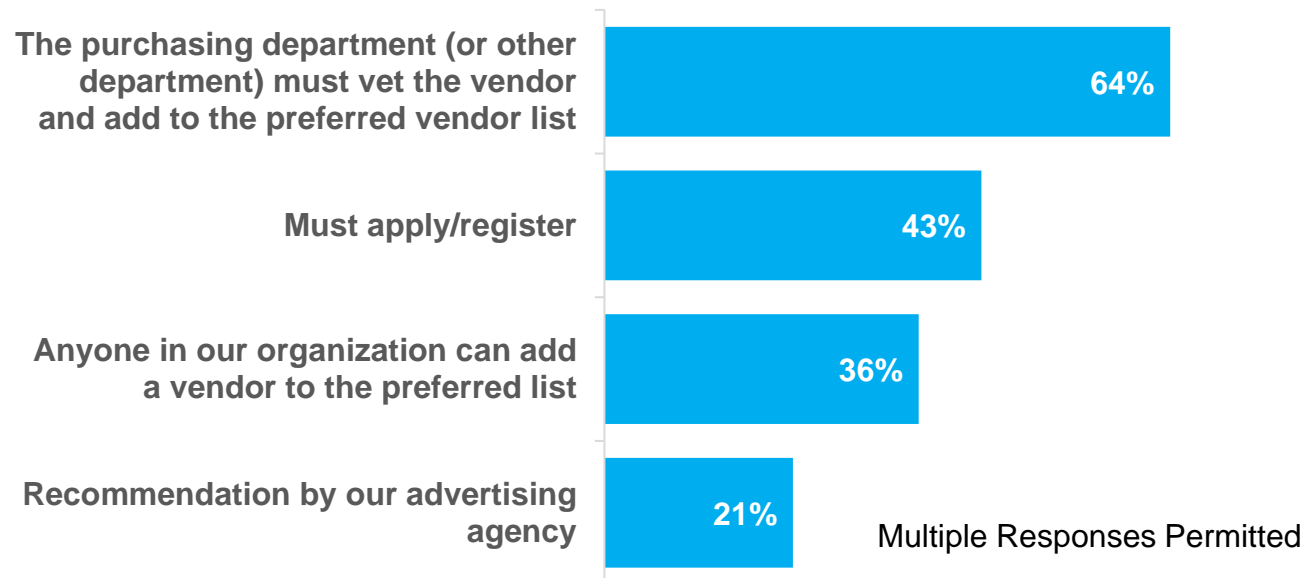 The purchasing department (or other
department) must vet the vendor
and add to the preferred vendor list
64%
Must apply/register
43%
Anyone in our organization can add
a vendor to the preferred list
36%
Recommendation by our advertising
agency
21%
Multiple Responses Permitted